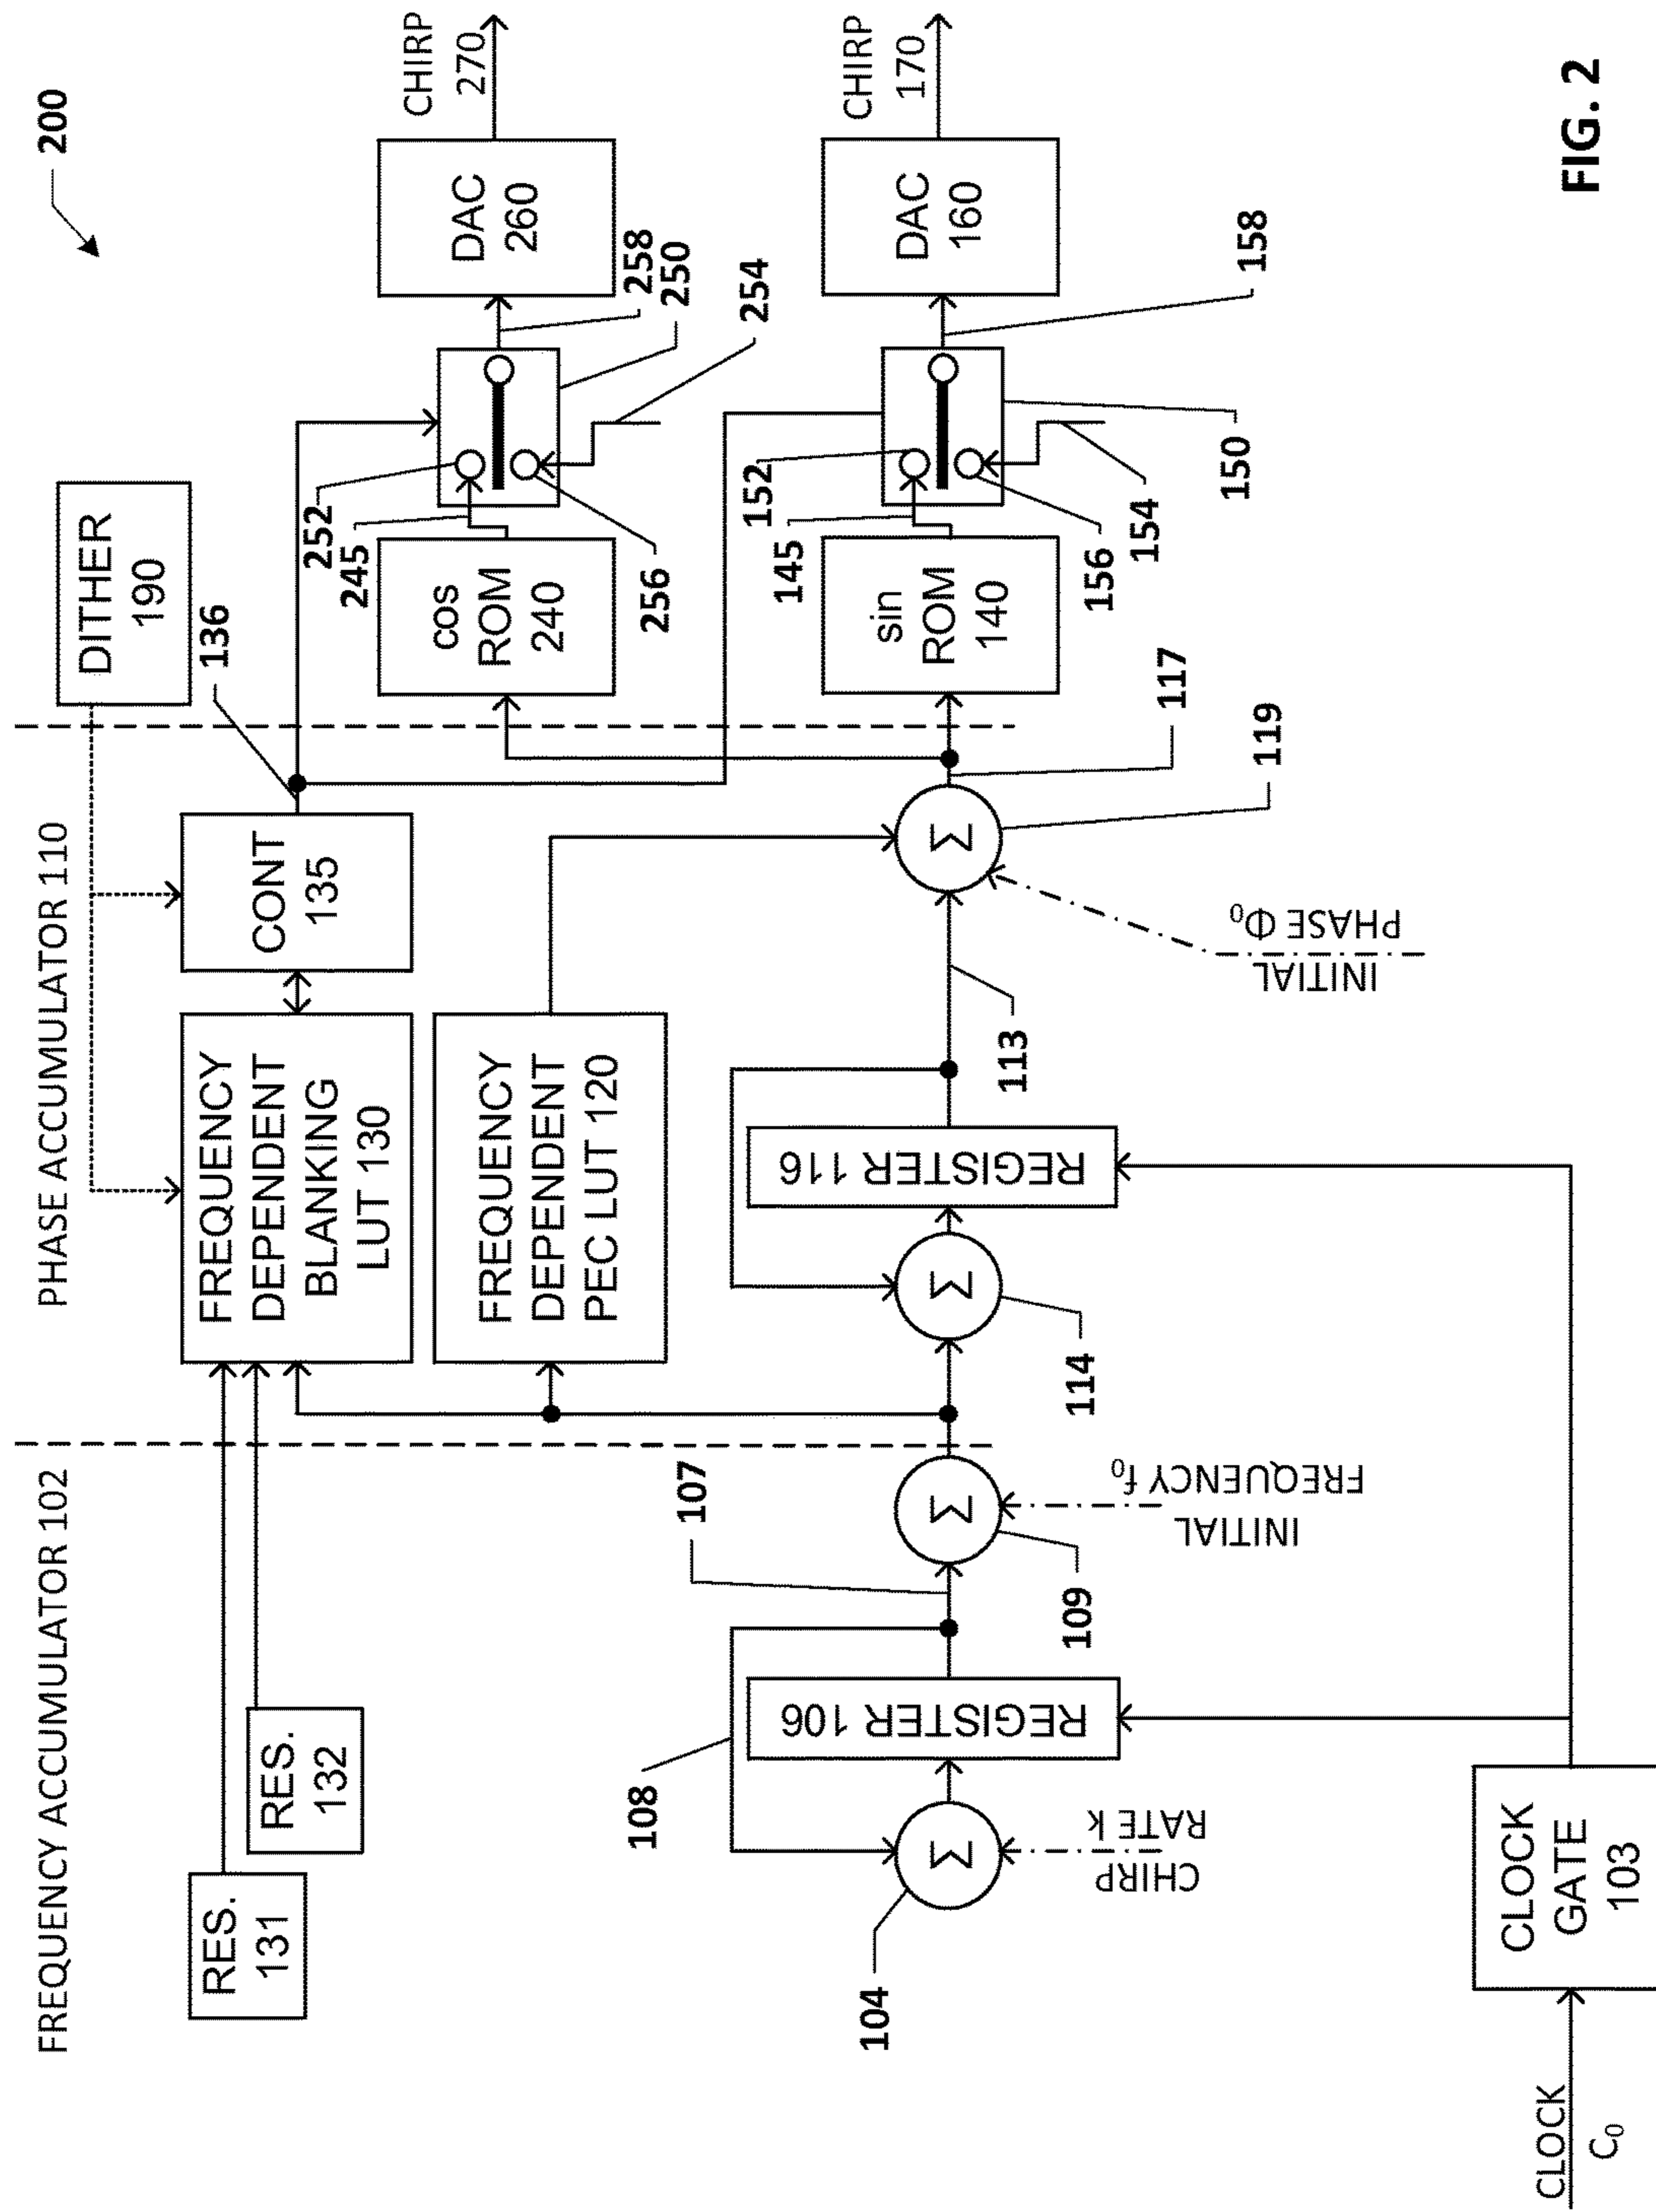 200
FREQUENCY ACCUMULATOR 102
PHASE ACCUMULATOR 110
DITHER
190
136
RES.
131
RES.
132
FREQUENCY
DEPENDENT
BLANKING
LUT 130
CONT
135
FREQUENCY
DEPENDENT
PEC LUT 120
252
245
cos
ROM
240
256
258
250
254
DAC
260
CHIRP
270
108
107
104
CHIRP
RATE k
REGISTER 106
109
INITIAL
FREQUENCY f₀
114
REGISTER 116
113
INITIAL
PHASE Φ₀
119
117
sin
ROM
140
152
145
156
154
150
158
DAC
160
CHIRP
170
CLOCK
C₀
CLOCK
GATE
103
FIG. 2